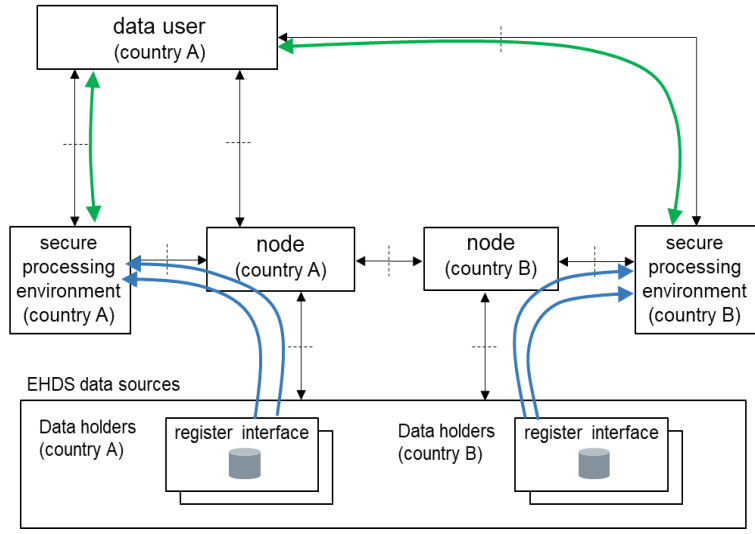 data user
(country A)
secure
processing
environment
(country A)
node
(country A)
node
(country B)
secure
processing
environment
(country B)
EHDS data sources
Data holders
(country A)
register interface
Data holders
(country B)
register interface